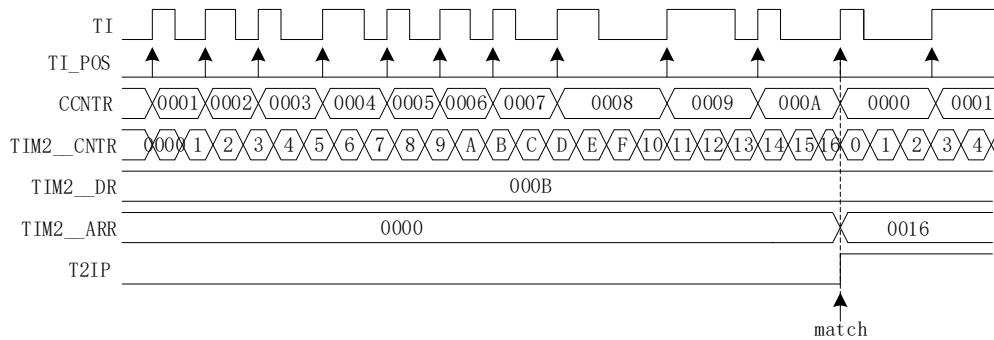 TI
TI_POS
CCNTR 0001 0002 0003 0004 0005 0006 0007 0008 0009 000A 0000 0001
TIM2__CNTR 0000 1 2 3 4 5 6 7 8 9 A B C D E F 10 11 12 13 14 15 16 0 1 2 3 4
TIM2__DR 000B
TIM2__ARR 0000 0016
T2IP
match